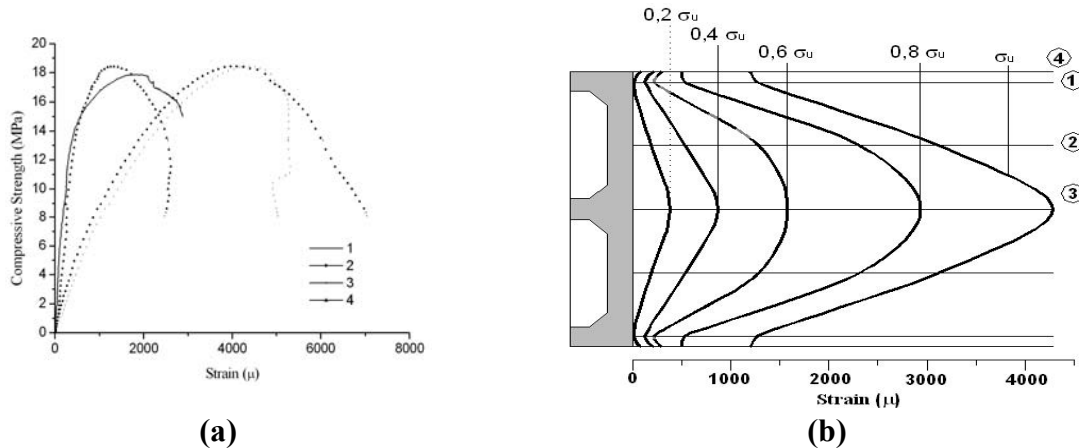 Compressive Strength (MPa)
20
18
16
14
12
10
8
6
4
2
0
1
2
3
4
0 2000 4000 6000 8000
Strain (μ)
(a)
0,2 σu
0,4 σu
0,6 σu
0,8 σu
σu
4
1
2
3
0 1000 2000 3000 4000
Strain (μ)
(b)